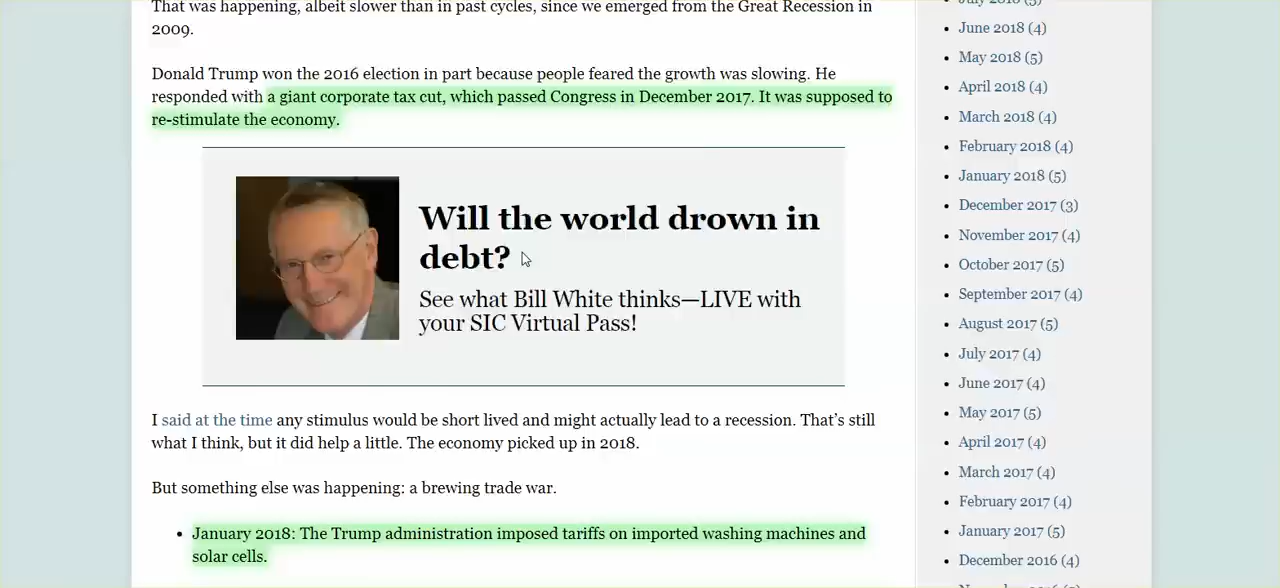 That was happening, albeit slower than in past cycles, since we emerged from the Great Recession in
2009.
Donald Trump won the 2016 election in part because people feared the growth was slowing. He
responded with a giant corporate tax cut, which passed Congress in December 2017. It was supposed to
re-stimulate the economy.
Will the world drown in
debt?
See what Bill White thinks—LIVE with
your SIC Virtual Pass!
I said at the time any stimulus would be short lived and might actually lead to a recession. That's still
what I think, but it did help a little. The economy picked up in 2018.
But something else was happening: a brewing trade war.
• January 2018: The Trump administration imposed tariffs on imported washing machines and
solar cells.
• June 2018 (4)
• May 2018 (5)
• April 2018 (4)
• March 2018 (4)
• February 2018 (4)
• January 2018 (5)
• December 2017 (3)
• November 2017 (4)
• October 2017 (5)
• September 2017 (4)
• August 2017 (5)
• July 2017 (4)
• June 2017 (4)
• May 2017 (5)
• April 2017 (4)
• March 2017 (4)
• February 2017 (4)
• January 2017 (5)
• December 2016 (4)